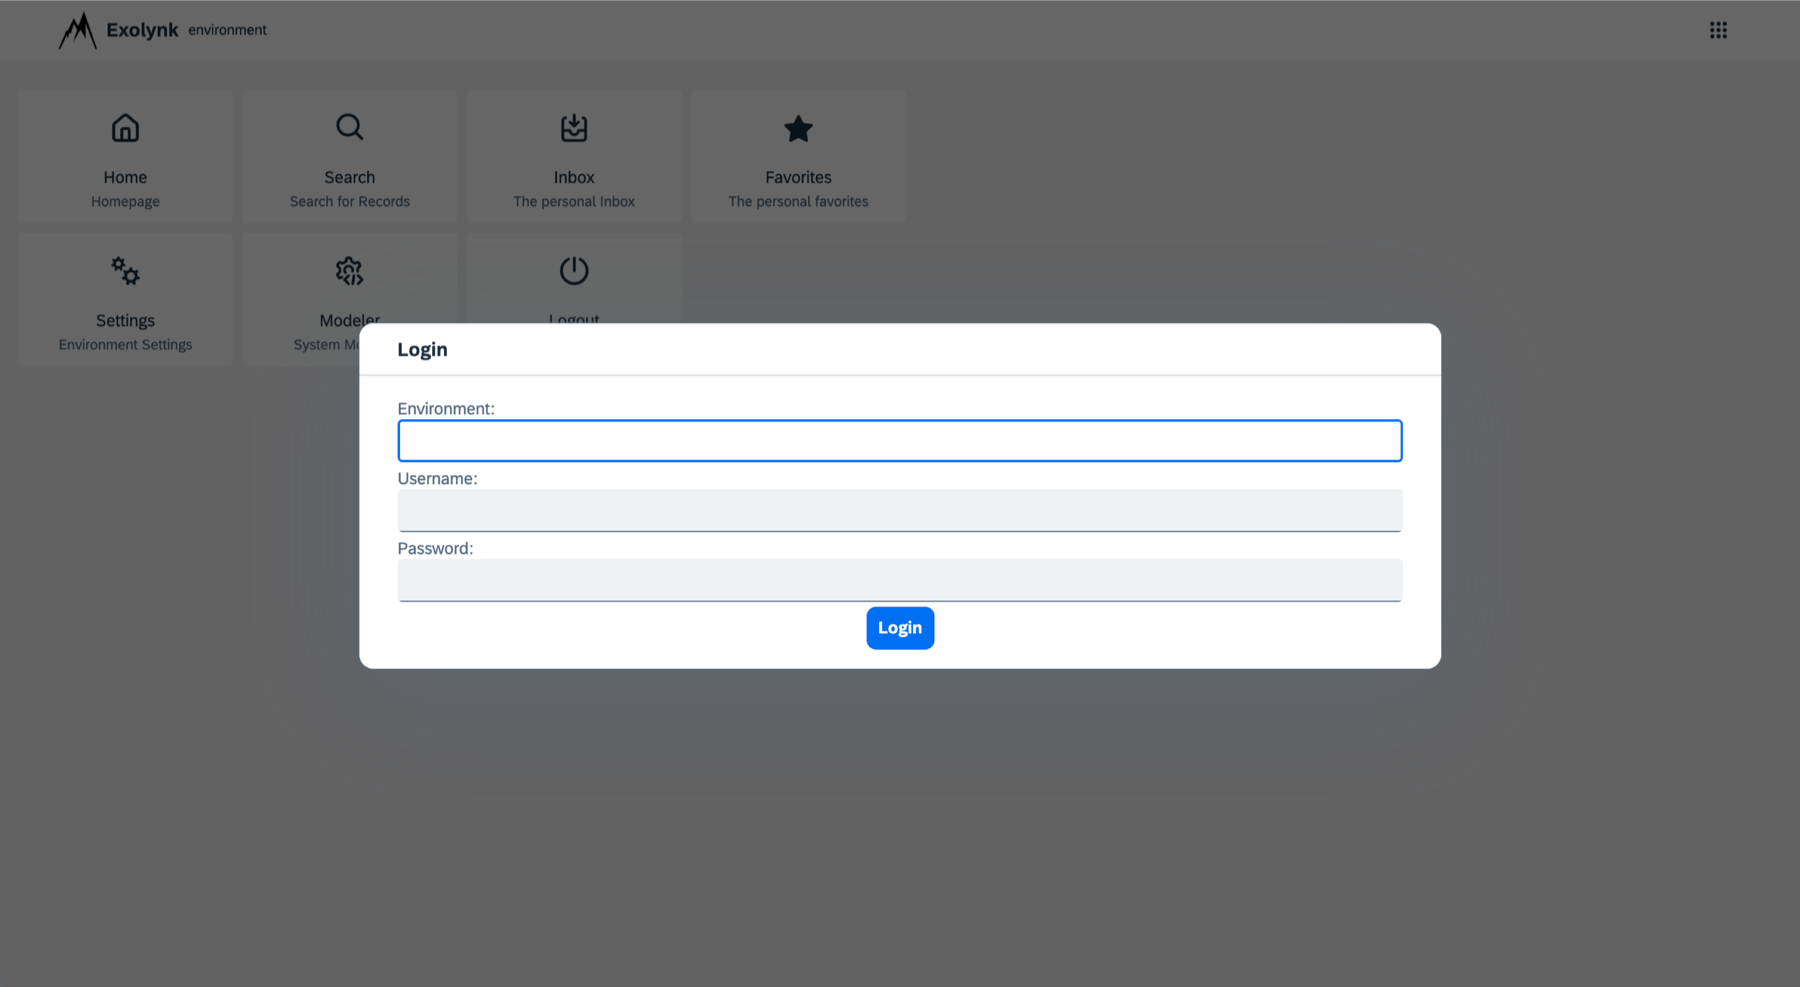 Exolynk environment
Home
Homepage
Search
Search for Records
Inbox
The personal Inbox
Favorites
The personal favorites
Settings
Environment Settings
Modeler
System
Logout
Login
Environment:
Username:
Password:
Login